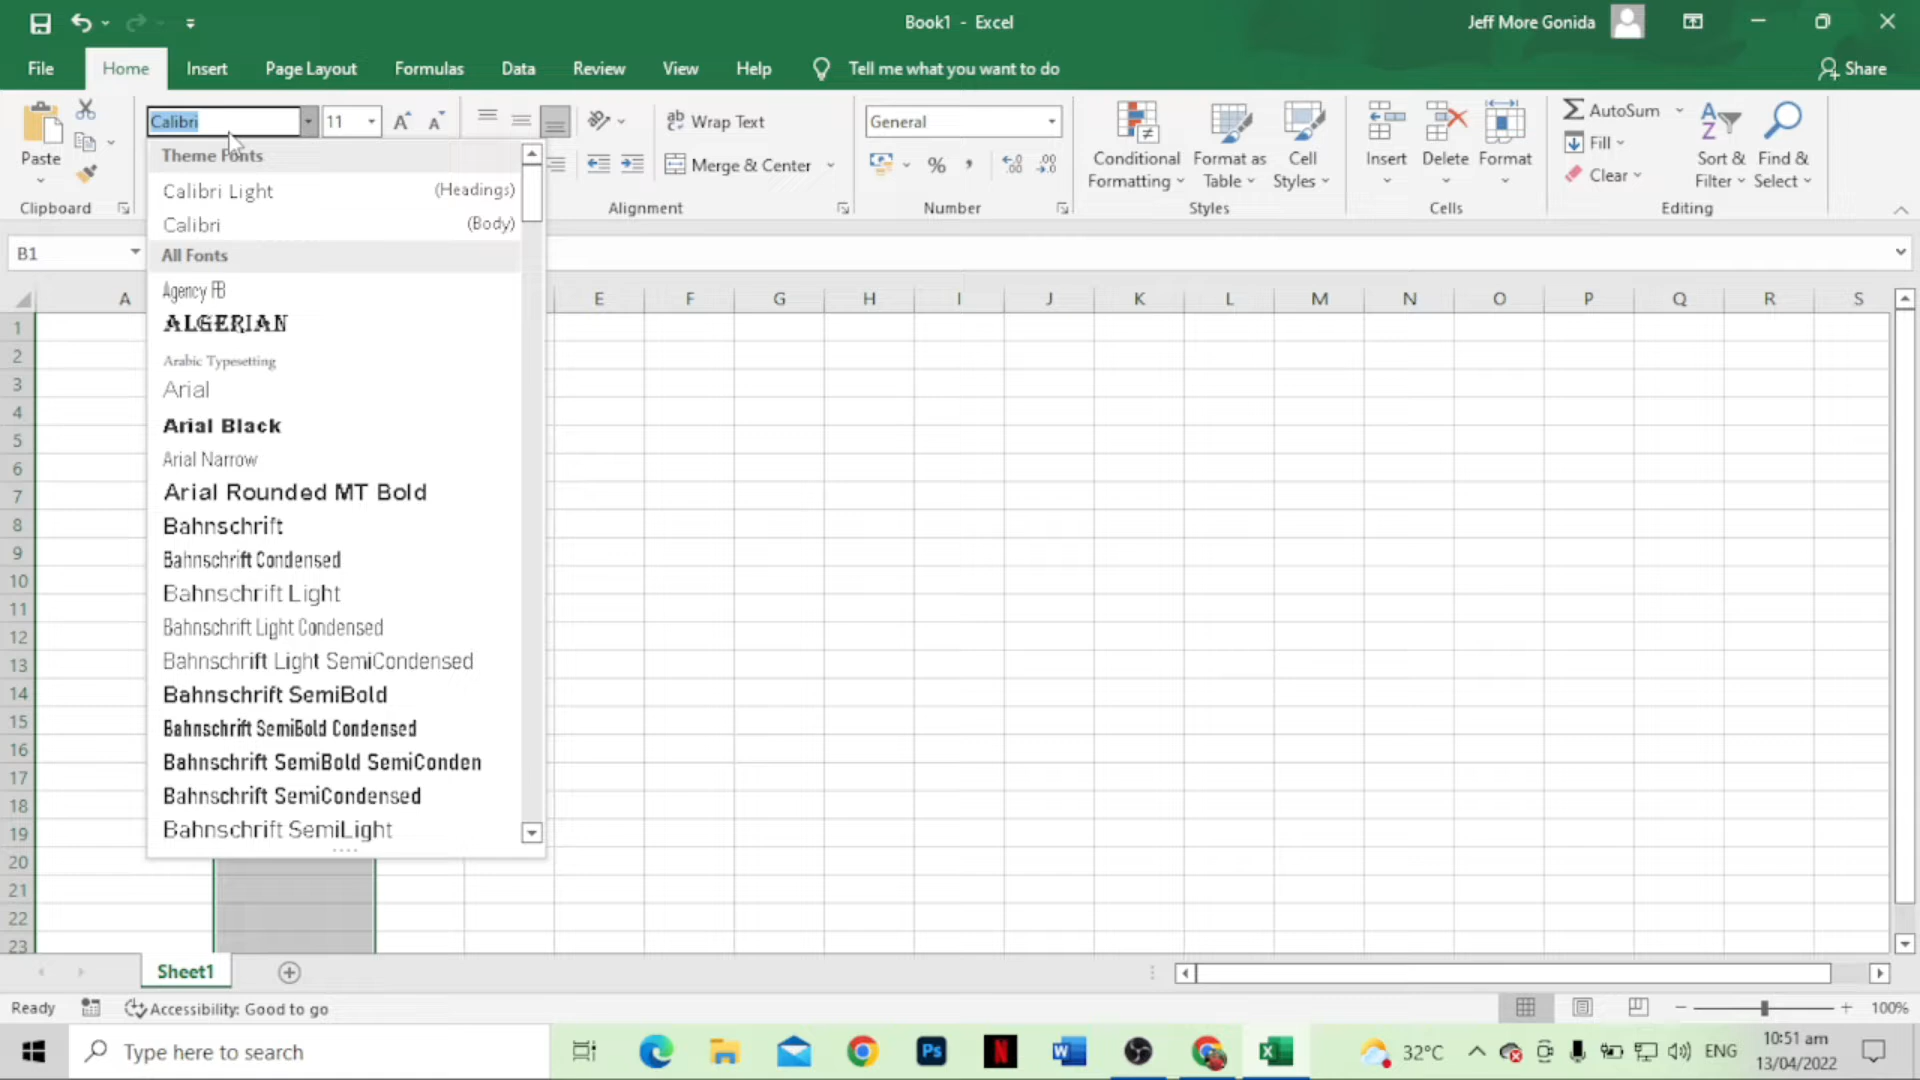 Book1 - Excel
Jeff More Gonida
File Home Insert Page Layout Formulas Data Review View Help Tell me what you want to do Share
Paste
Clipboard
Calibri 11
Wrap Text
Merge & Center
Alignment
General
Number
Conditional Formatting
Format as Table
Cell Styles
Styles
Insert Delete Format
Cells
AutoSum
Fill
Clear
Sort & Filter
Find & Select
Editing
B1
Theme Fonts
Calibri Light (Headings)
Calibri (Body)
All Fonts
Agency FB
ALGERIAN
Arabic Typesetting
Arial
Arial Black
Arial Narrow
Arial Rounded MT Bold
Bahnschrift
Bahnschrift Condensed
Bahnschrift Light
Bahnschrift Light Condensed
Bahnschrift Light SemiCondensed
Bahnschrift SemiBold
Bahnschrift SemiBold Condensed
Bahnschrift SemiBold SemiConden
Bahnschrift SemiCondensed
Bahnschrift SemiLight
A E F G H I J K L M N O P Q R S
1
2
3
4
5
6
7
8
9
10
11
12
13
14
15
16
17
18
19
20
21
22
23
Sheet1
Ready Accessibility: Good to go 100%
Type here to search
Ps
N
W
X
32°C
ENG
10:51 am
13/04/2022